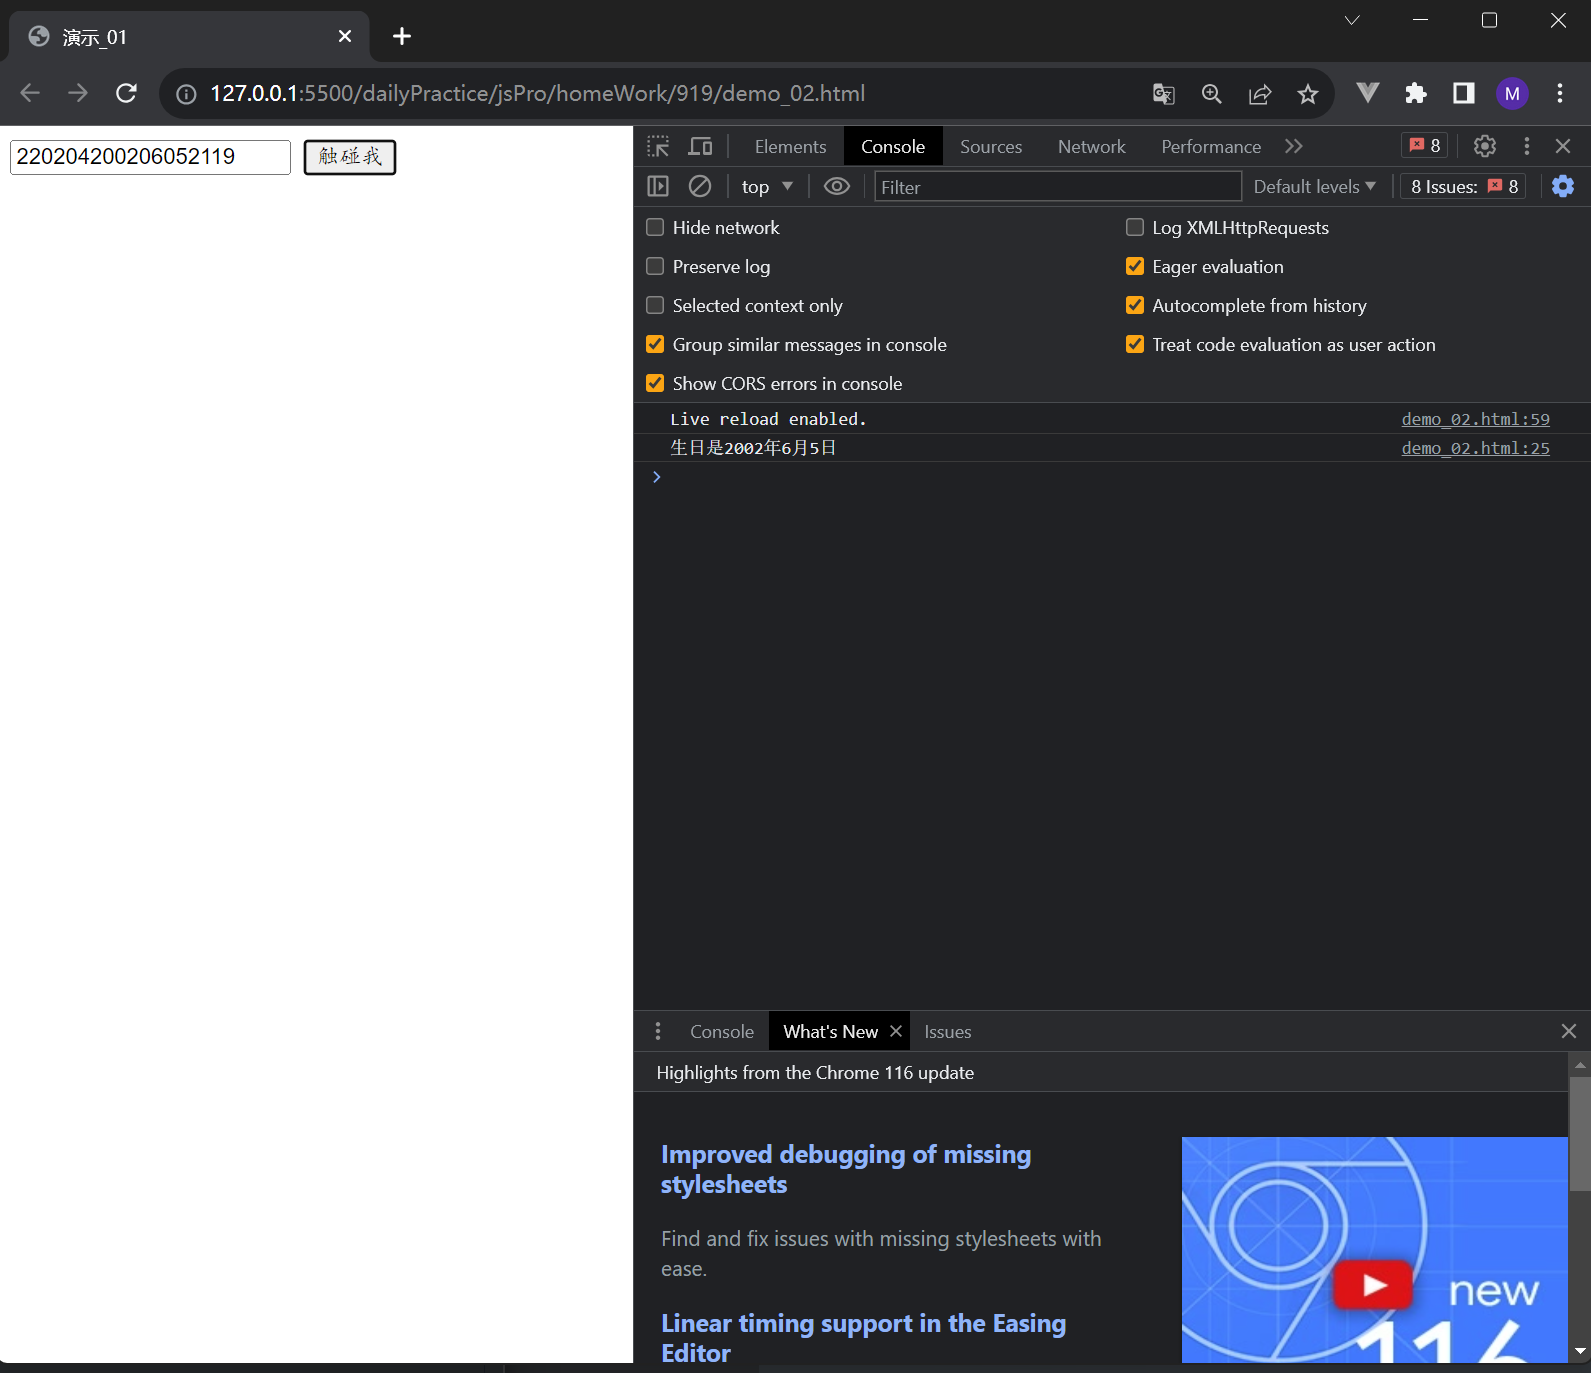 演示_01
127.0.0.1:5500/dailyPractice/jsPro/homeWork/919/demo_02.html
M
220204200206052119 触碰我
Elements Console Sources Network Performance 8
top Filter Default levels 8 Issues: 8
Hide network Log XMLHttpRequests
Preserve log Eager evaluation
Selected context only Autocomplete from history
Group similar messages in console Treat code evaluation as user action
Show CORS errors in console
Live reload enabled. demo_02.html:59
生日是2002年6月5日 demo_02.html:25
Console What's New Issues
Highlights from the Chrome 116 update
Improved debugging of missing
stylesheets
Find and fix issues with missing stylesheets with
ease.
Linear timing support in the Easing
Editor
new
116